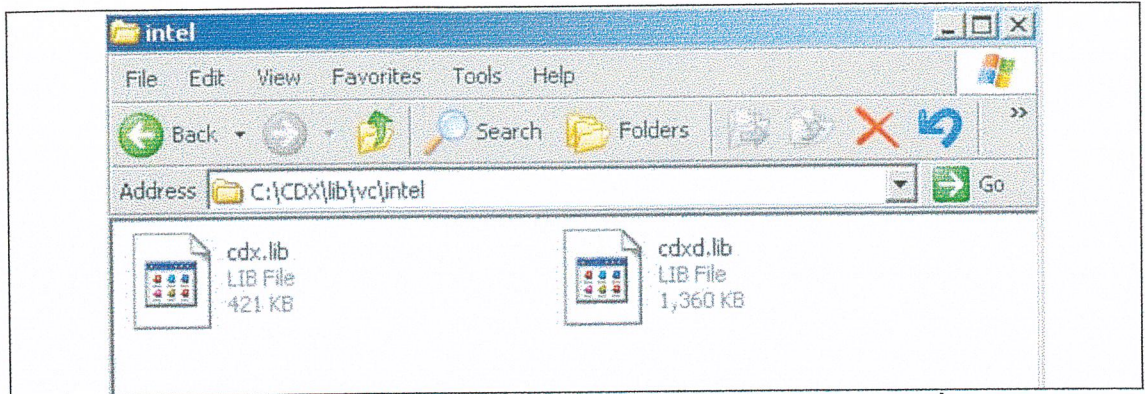 intel
File Edit View Favorites Tools Help
Back Search Folders »
Address C:\CDX\lib\vc\intel Go
cdx.lib
LIB File
421 KB
cdxd.lib
LIB File
1,360 KB